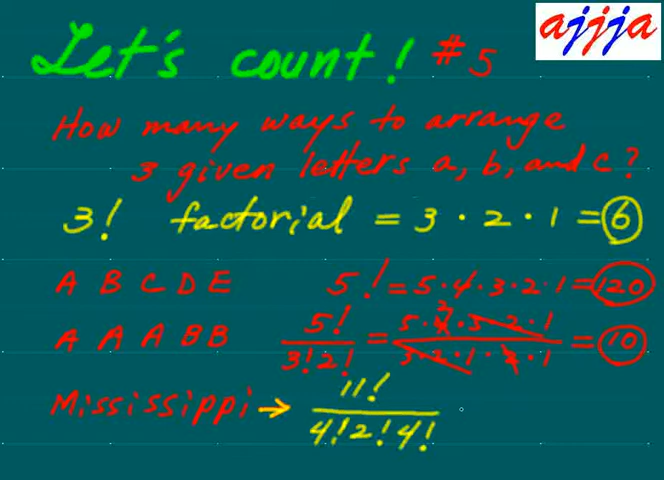 ajjja
Let's count! #5
How many ways to arrange
3 given letters a, b, and c?
3! factorial = 3 · 2 · 1 = 6
A B C D E 5! = 5·4·3·2·1 = 120
A A A B B 5!/3!2! = 5·4·3·2·1/3·2·1·2·1 = 10
Mississippi → 11!/4!2!4!